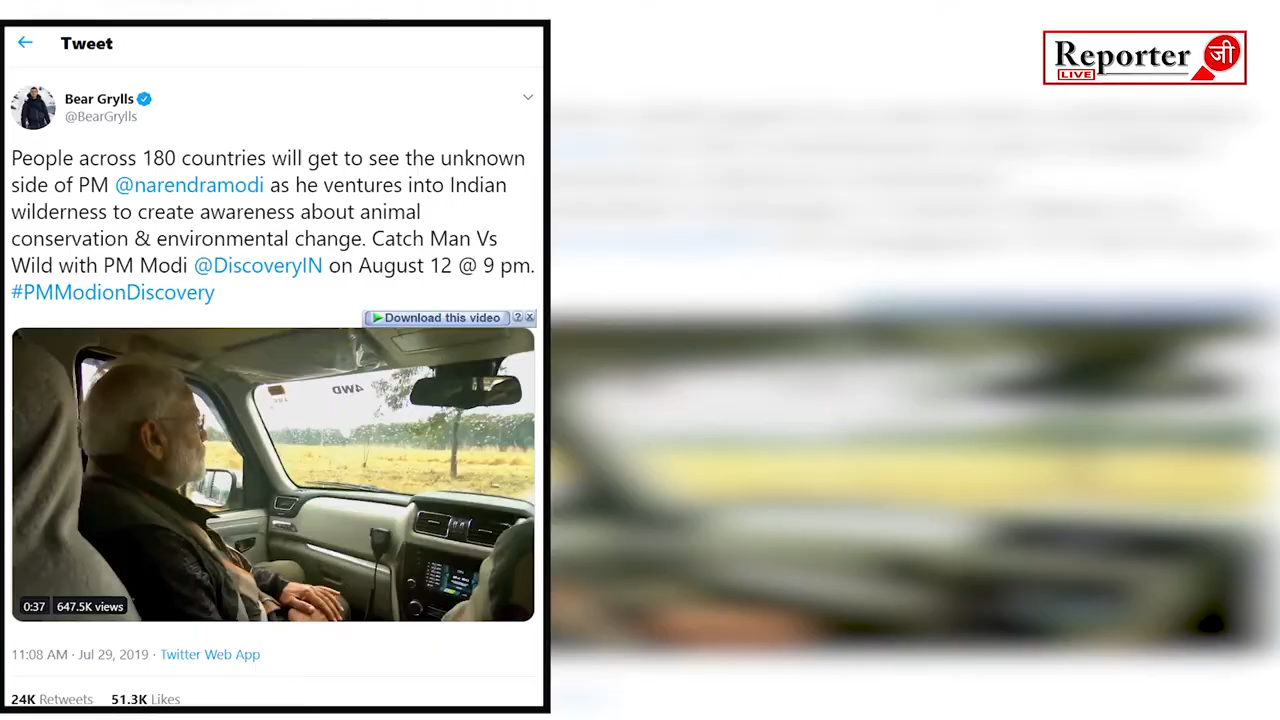 Tweet
Bear Grylls
@BearGrylls
People across 180 countries will get to see the unknown
side of PM @narendramodi as he ventures into Indian
wilderness to create awareness about animal
conservation & environmental change. Catch Man Vs
Wild with PM Modi @DiscoveryIN on August 12 @ 9 pm.
#PMModionDiscovery
Download this video ? X
4WD
0:37 647.5K views
11:08 AM · Jul 29, 2019 · Twitter Web App
24K Retweets 51.3K Likes
Reporter जी
LIVE